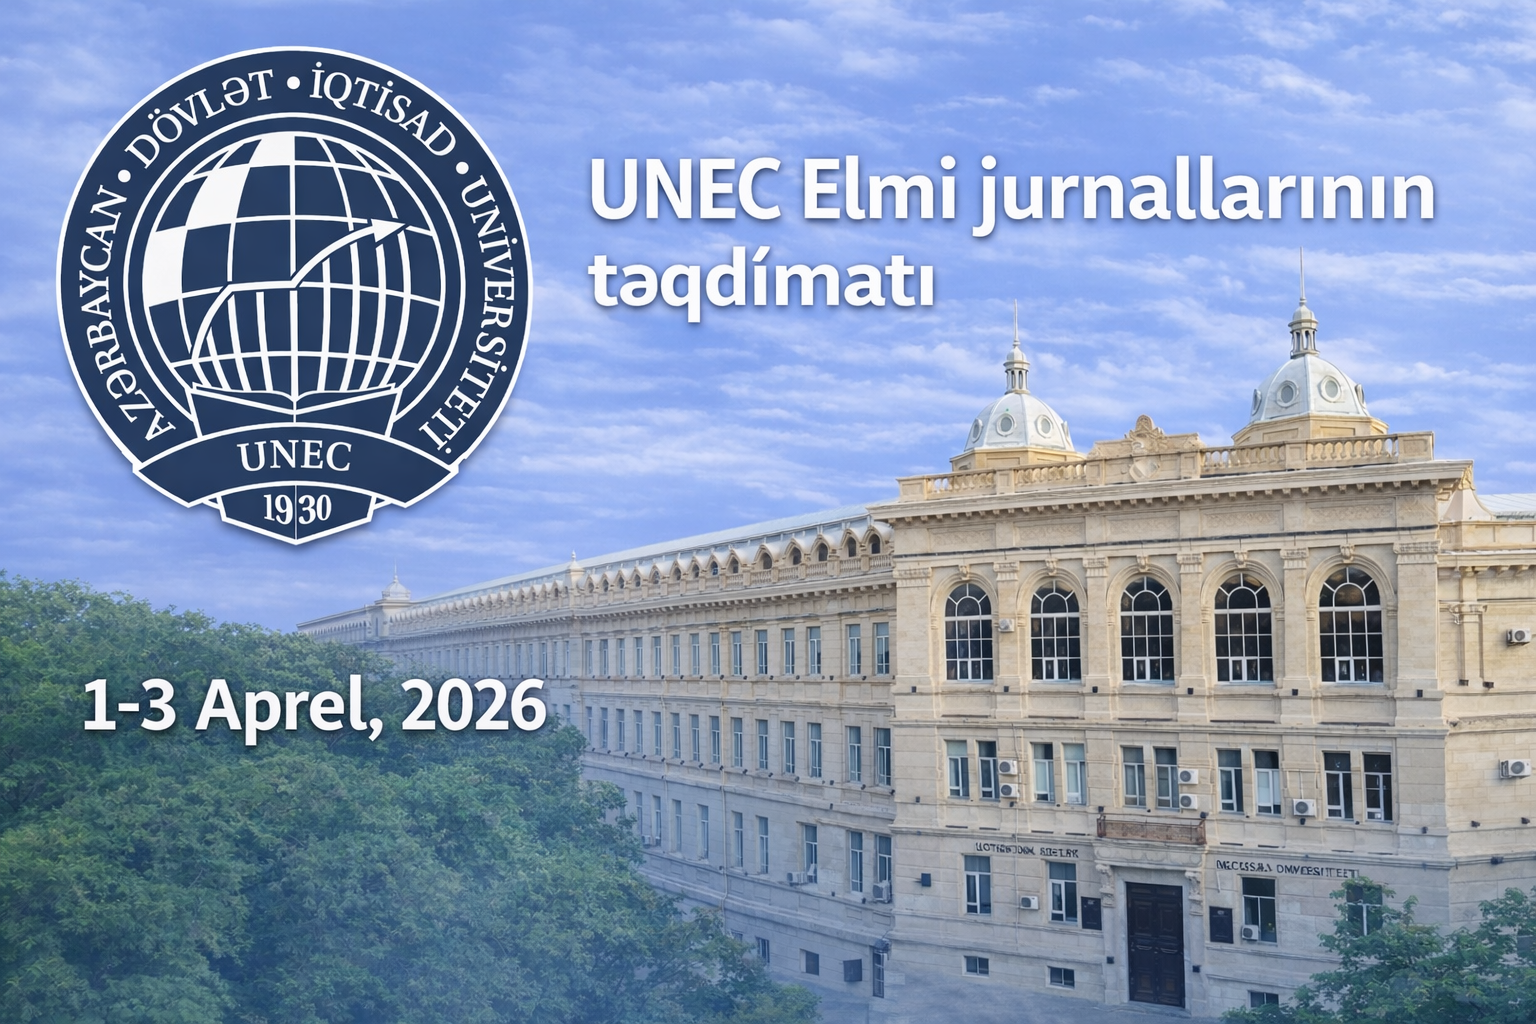 AZƏRBAYCAN • DÖVLƏT • İQTİSAD • UNİVERSİTETİ
UNEC
1930
UNEC Elmi jurnallarının
təqdímatı
1-3 Aprel, 2026